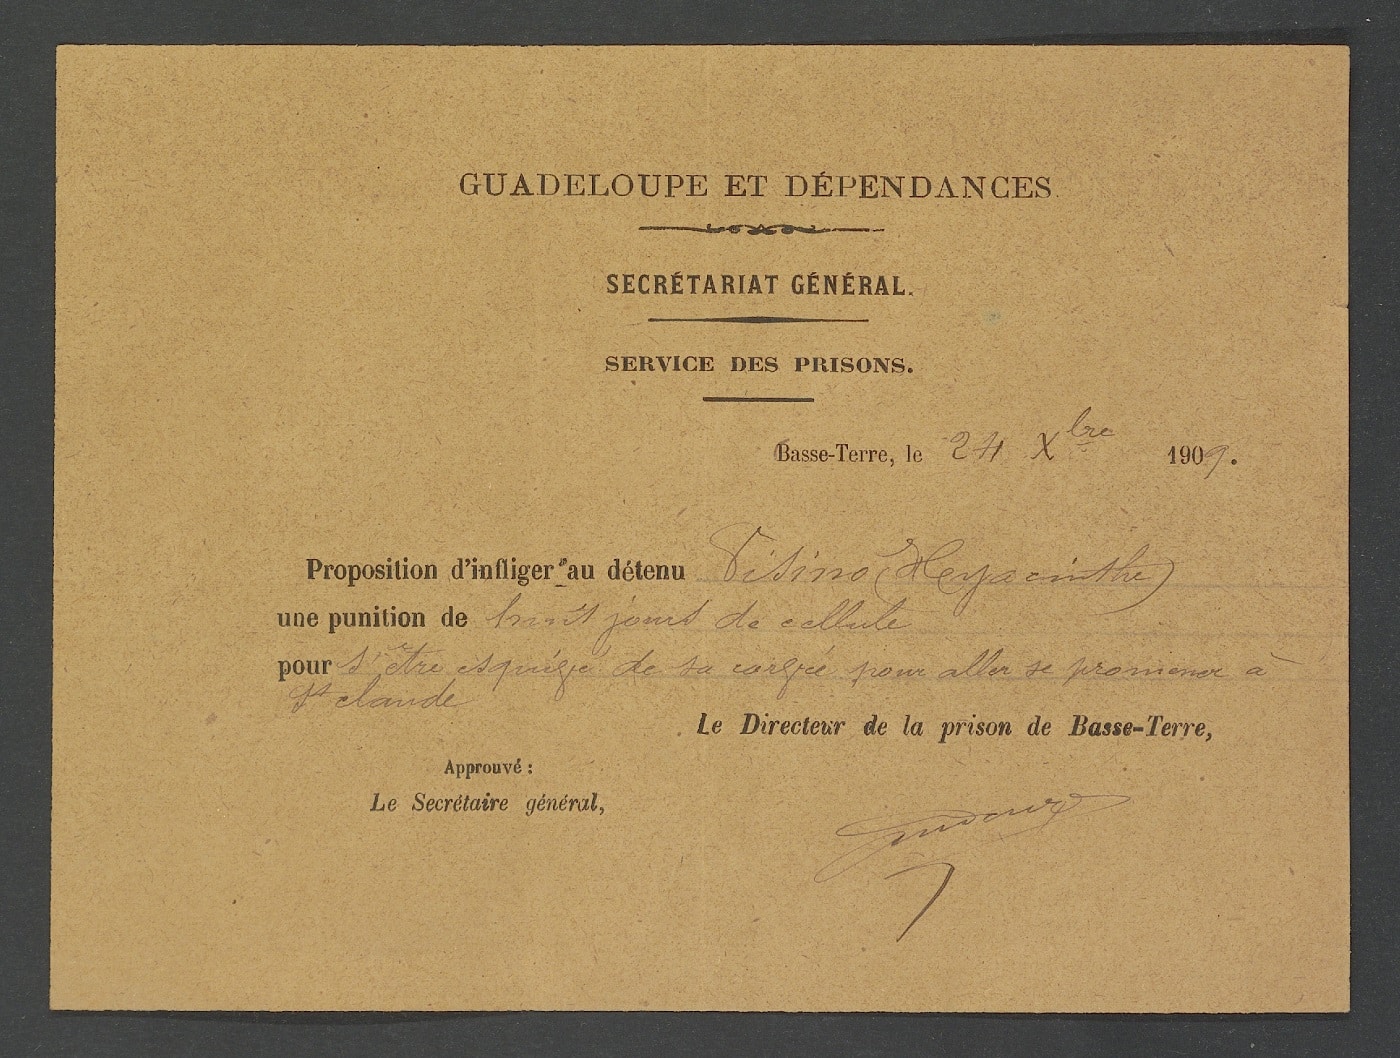 GUADELOUPE ET DÉPENDANCES.
SECRÉTARIAT GÉNÉRAL.
SERVICE DES PRISONS.
Basse-Terre, le 24 Xbre 1909.
Proposition d'infliger au détenu Visino (Hyacinthe)
une punition de huit jours de cellule
pour s'être esquivé de sa corvée pour aller se promener à
St claude
Le Directeur de la prison de Basse-Terre,
Approuvé :
Le Secrétaire général,